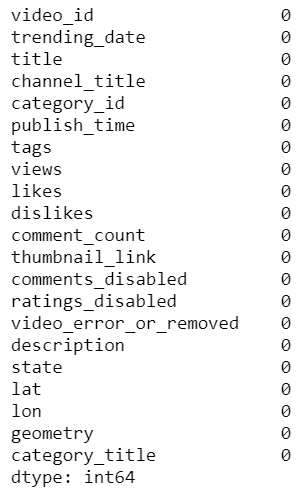 video_id 0
trending_date 0
title 0
channel_title 0
category_id 0
publish_time 0
tags 0
views 0
likes 0
dislikes 0
comment_count 0
thumbnail_link 0
comments_disabled 0
ratings_disabled 0
video_error_or_removed 0
description 0
state 0
lat 0
lon 0
geometry 0
category_title 0
dtype: int64